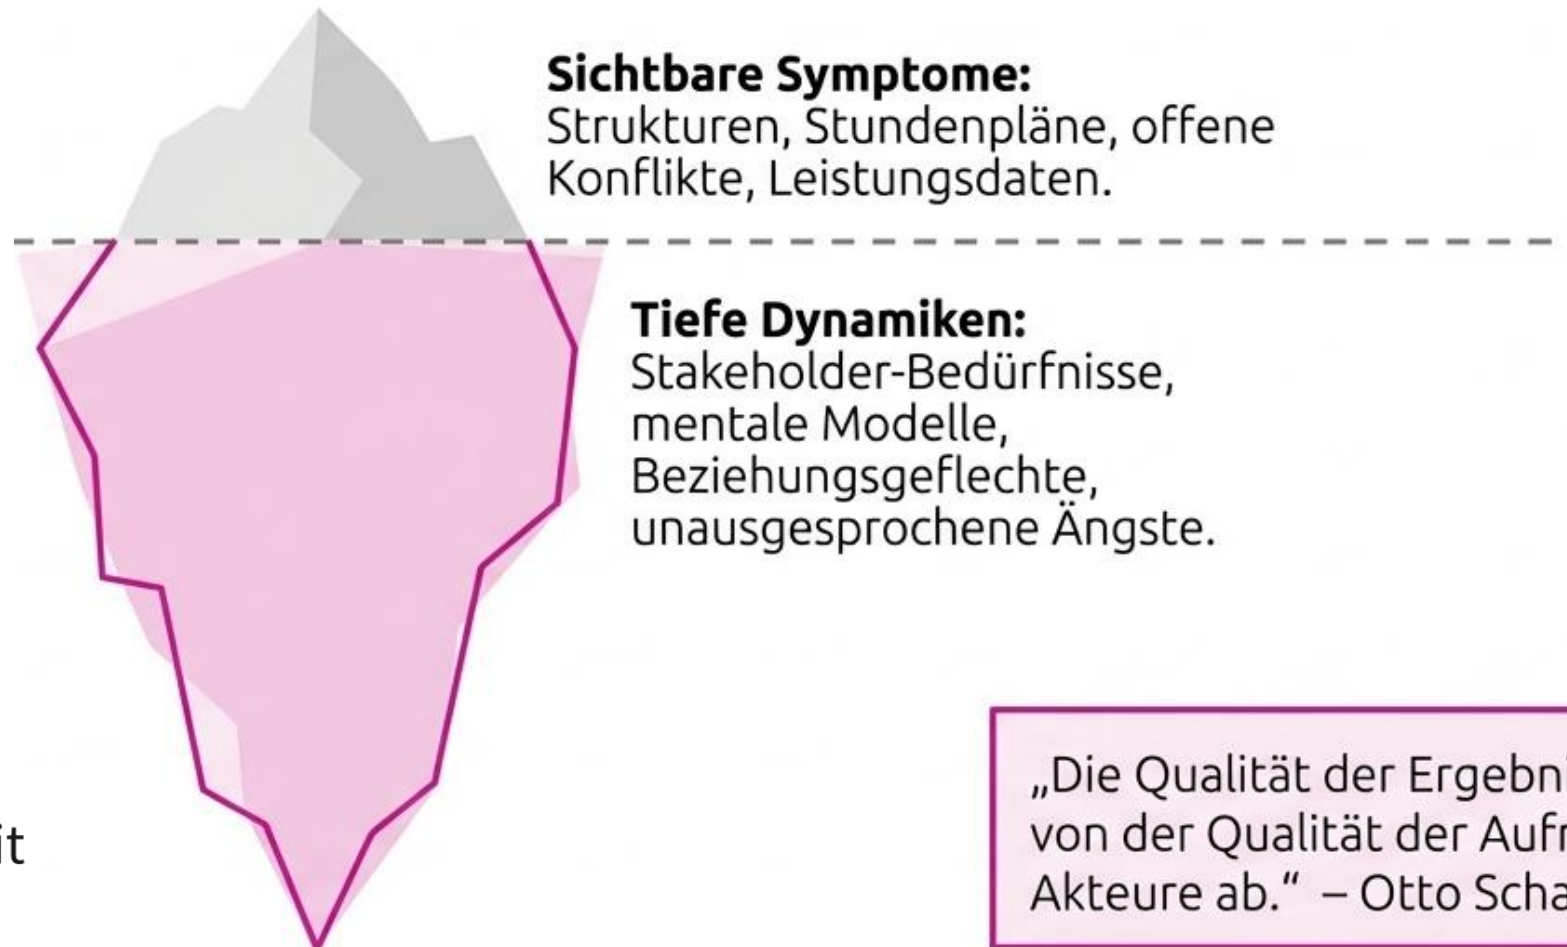 Sichtbare Symptome:
Strukturen, Stundenpläne, offene
Konflikte, Leistungsdaten.
Tiefe Dynamiken:
Stakeholder-Bedürfnisse,
mentale Modelle,
Beziehungsgeflechte,
unausgesprochene Ängste.
„Die Qualität der
von der Qualität der
Akteure ab.“ – Otto